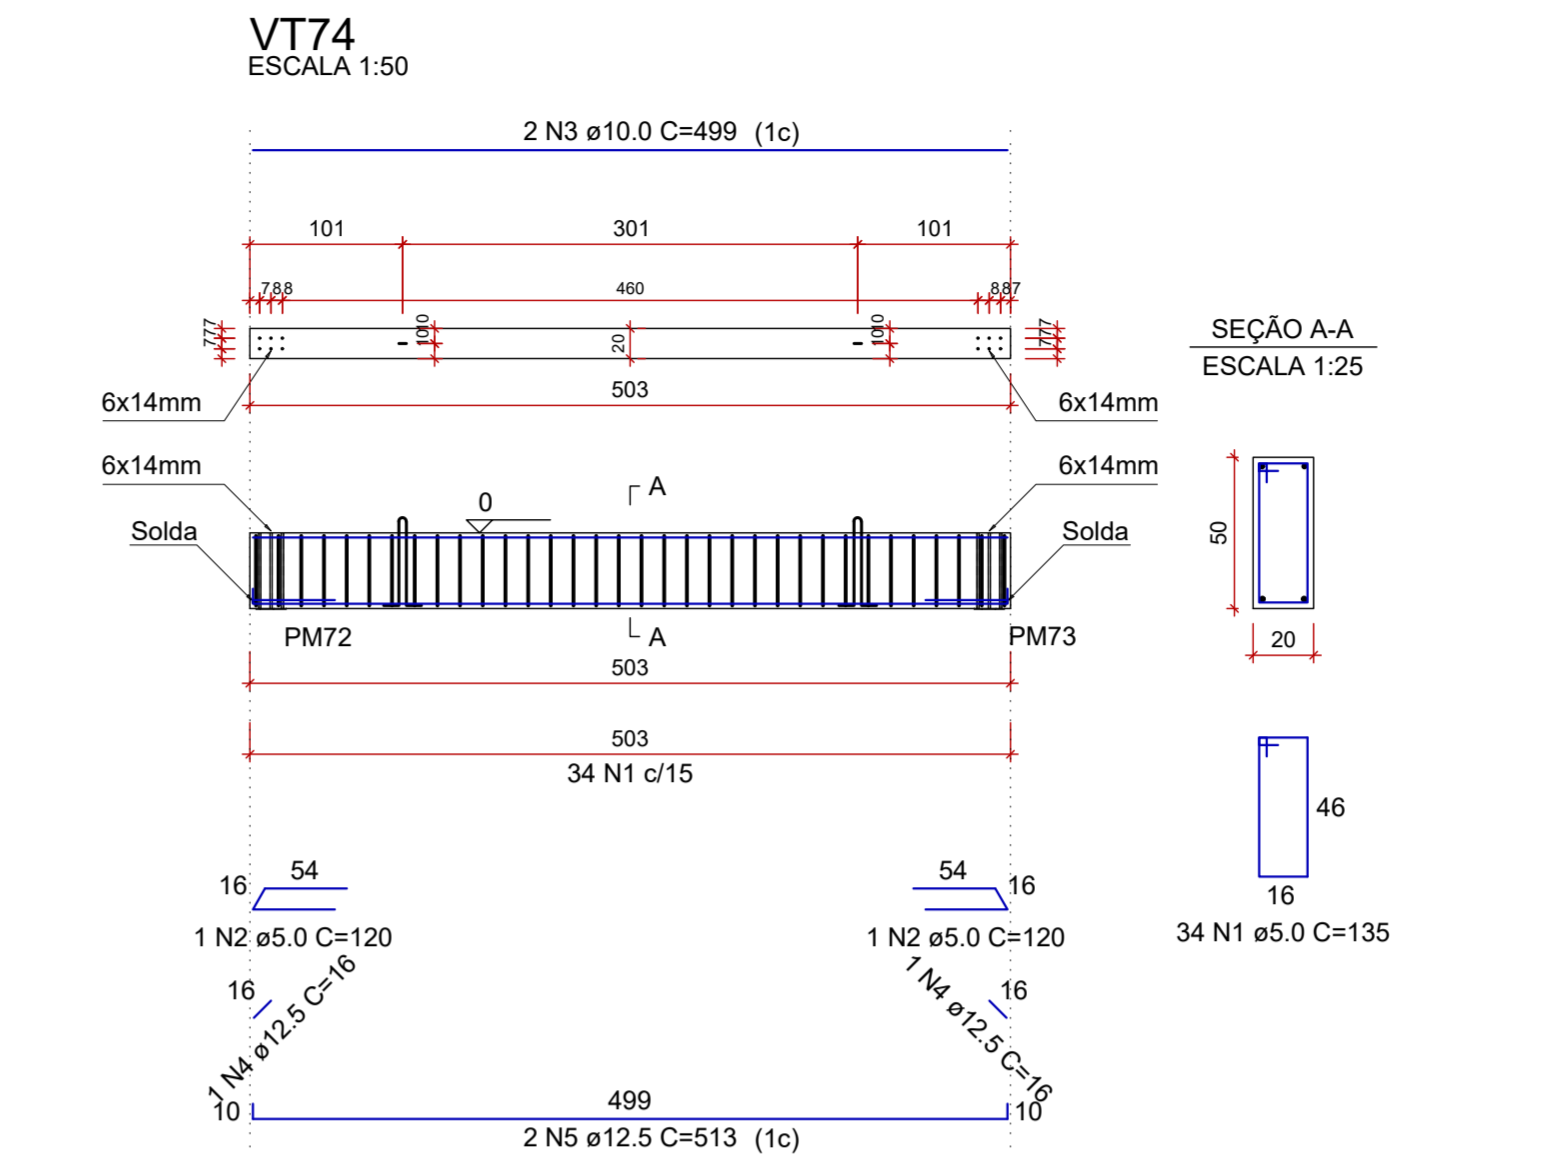 VT74
ESCALA 1:50
2 N3 ø10.0 C=499 (1c)
101
301
101
7 8 8
460
8 8 7
7 7 7
10 10
20
10 10
7 7 7
503
SEÇÃO A-A
ESCALA 1:25
6x14mm
6x14mm
6x14mm
6x14mm
A
0
Solda
Solda
50
PM72
A
PM73
20
503
503
34 N1 c/15
46
16
34 N1 ø5.0 C=135
16
54
54
16
1 N2 ø5.0 C=120
1 N2 ø5.0 C=120
16
1 N4 ø12.5 C=16
16
1 N4 ø12.5 C=16
10
499
10
2 N5 ø12.5 C=513 (1c)